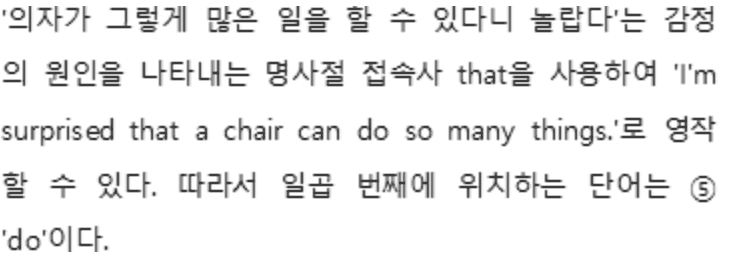 '의자가 그렇게 많은 일을 할 수 있다니 놀랍다'는 감정
의 원인을 나타내는 명사절 접속사 that을 사용하여 'I'm
surprised that a chair can do so many things.'로 영작
할 수 있다. 따라서 일곱 번째에 위치하는 단어는 ⑤
'do'이다.